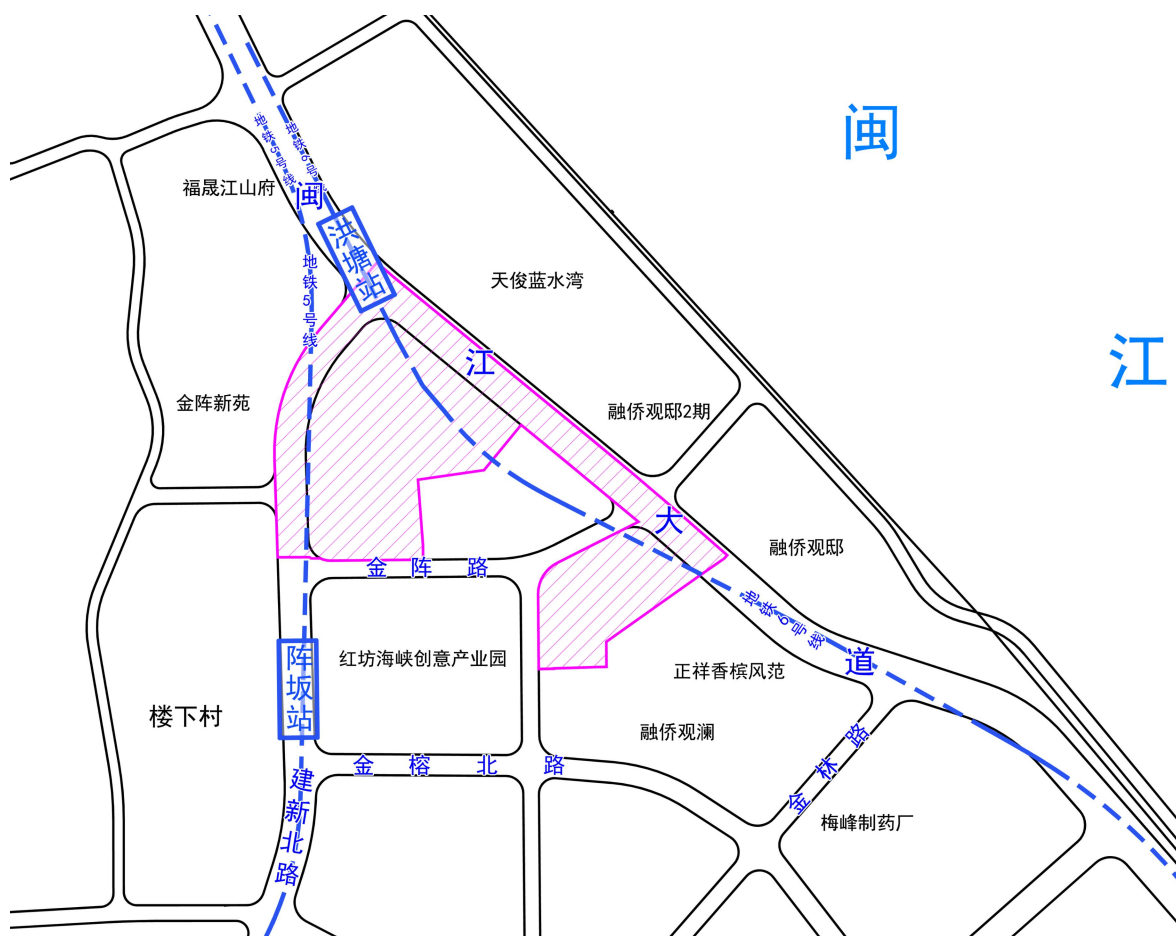 闽
江
地铁5号线
地铁6号线
福晟江山府
闽
洪塘站
地铁5号线
天俊蓝水湾
江
金阵新苑
融侨观邸2期
大
融侨观邸
金阵路
地铁6号线
阵坂站
红坊海峡创意产业园
道
正祥香槟风范
楼下村
融侨观澜
金榕北路
金林路
建新北路
梅峰制药厂